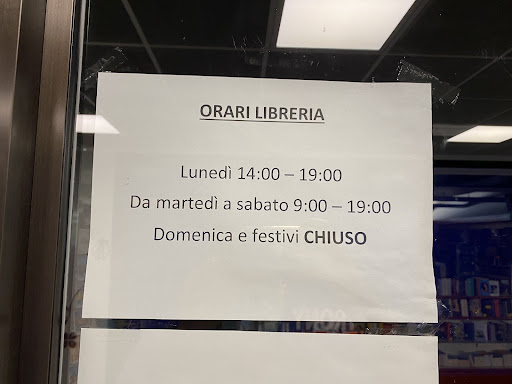 ORARI LIBRERIA
Lunedì 14:00 – 19:00
Da martedì a sabato 9:00 – 19:00
Domenica e festivi CHIUSO